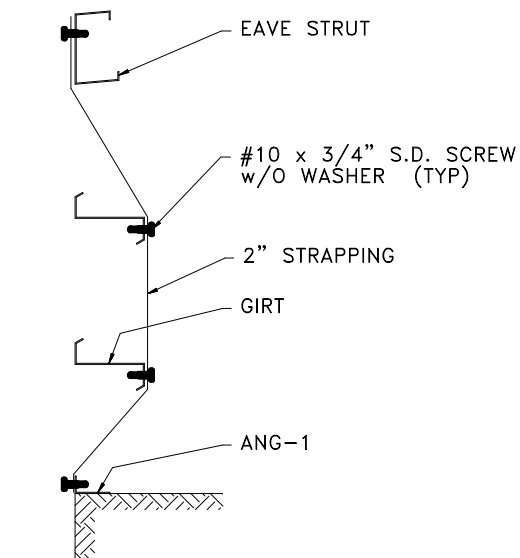 EAVE STRUT
#10 x 3/4" S.D. SCREW
w/O WASHER (TYP)
2" STRAPPING
GIRT
ANG-1